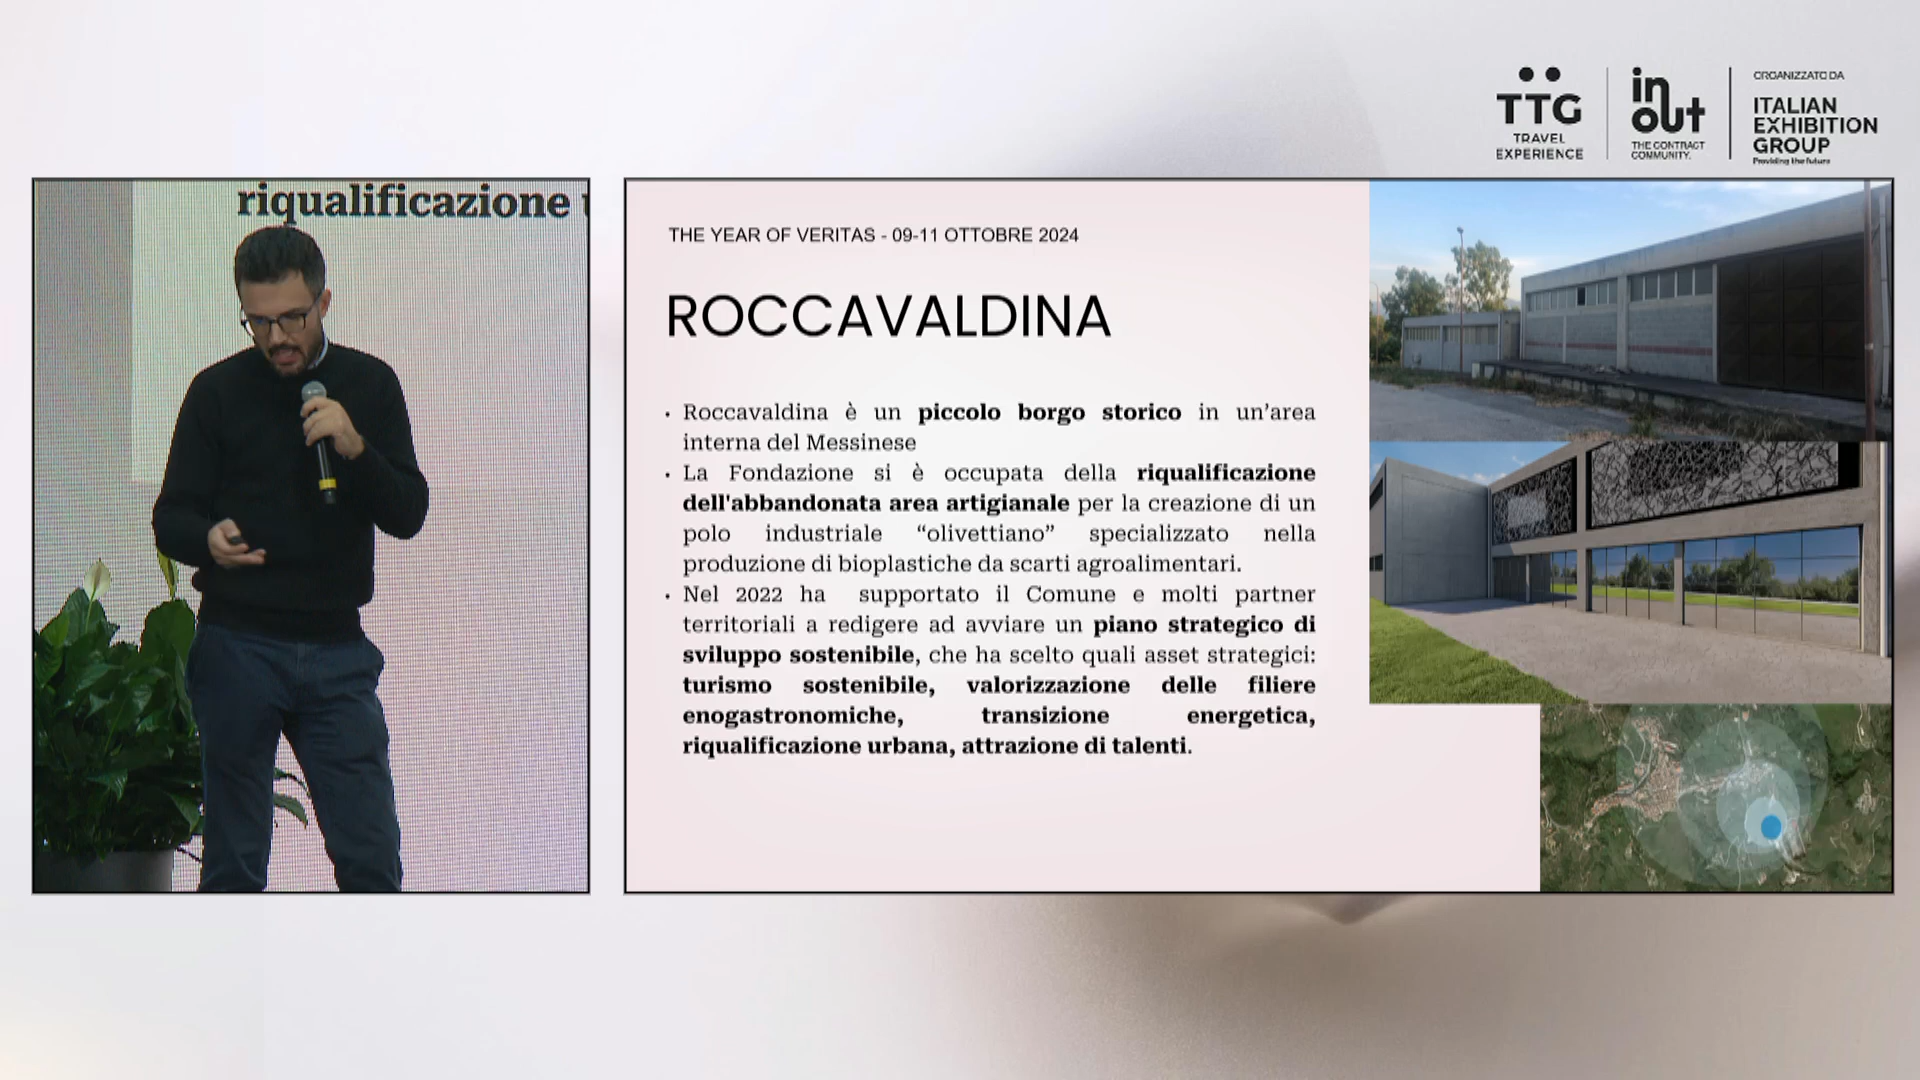 TTG
TRAVEL
EXPERIENCE
in
out
THE CONTRACT
COMMUNITY.
ORGANIZZATO DA
ITALIAN
EXHIBITION
GROUP
Providing the future
riqualificazione
THE YEAR OF VERITAS - 09-11 OTTOBRE 2024
ROCCAVALDINA
• Roccavaldina è un piccolo borgo storico in un’area
interna del Messinese
• La Fondazione si è occupata della riqualificazione
dell'abbandonata area artigianale per la creazione di un
polo industriale “olivettiano” specializzato nella
produzione di bioplastiche da scarti agroalimentari.
• Nel 2022 ha supportato il Comune e molti partner
territoriali a redigere ad avviare un piano strategico di
sviluppo sostenibile, che ha scelto quali asset strategici:
turismo sostenibile, valorizzazione delle filiere
enogastronomiche, transizione energetica,
riqualificazione urbana, attrazione di talenti.